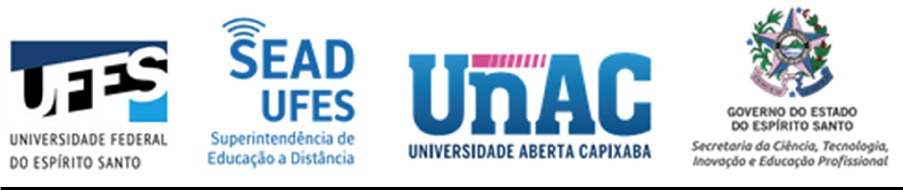 UFES
UNIVERSIDADE FEDERAL
DO ESPÍRITO SANTO
SEAD
UFES
Superintendência de
Educação a Distância
UnAC
UNIVERSIDADE ABERTA CAPIXABA
GOVERNO DO ESTADO
DO ESPÍRITO SANTO
Secretaria da Ciência, Tecnologia,
Inovação e Educação Profissional